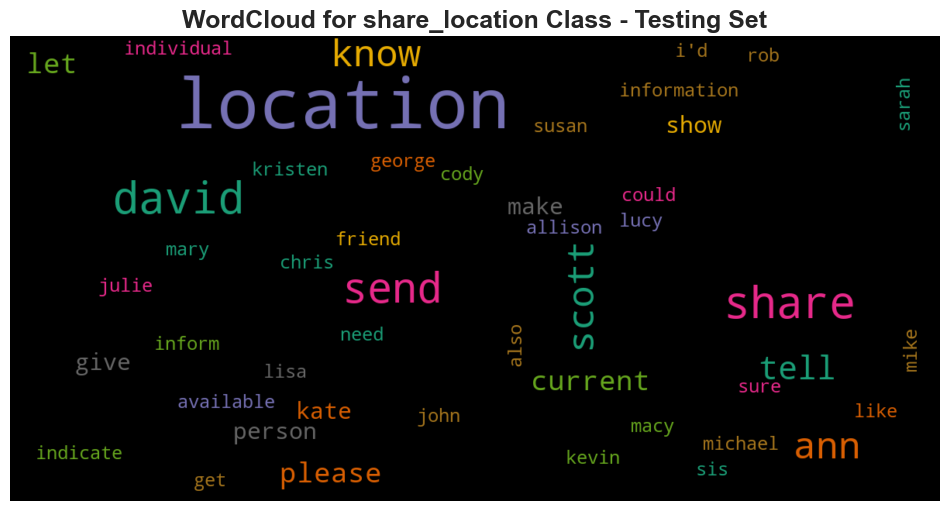 WordCloud for share_location Class - Testing Set
individual
know
i'd
rob
let
location
information
sarah
susan
show
kristen
george
cody
david
could
make
allison
lucy
mary
friend
chris
scott
julie
send
share
need
also
mike
inform
give
lisa
tell
current
sure
available
kate
john
like
person
macy
indicate
michael
ann
kevin
sis
get
please